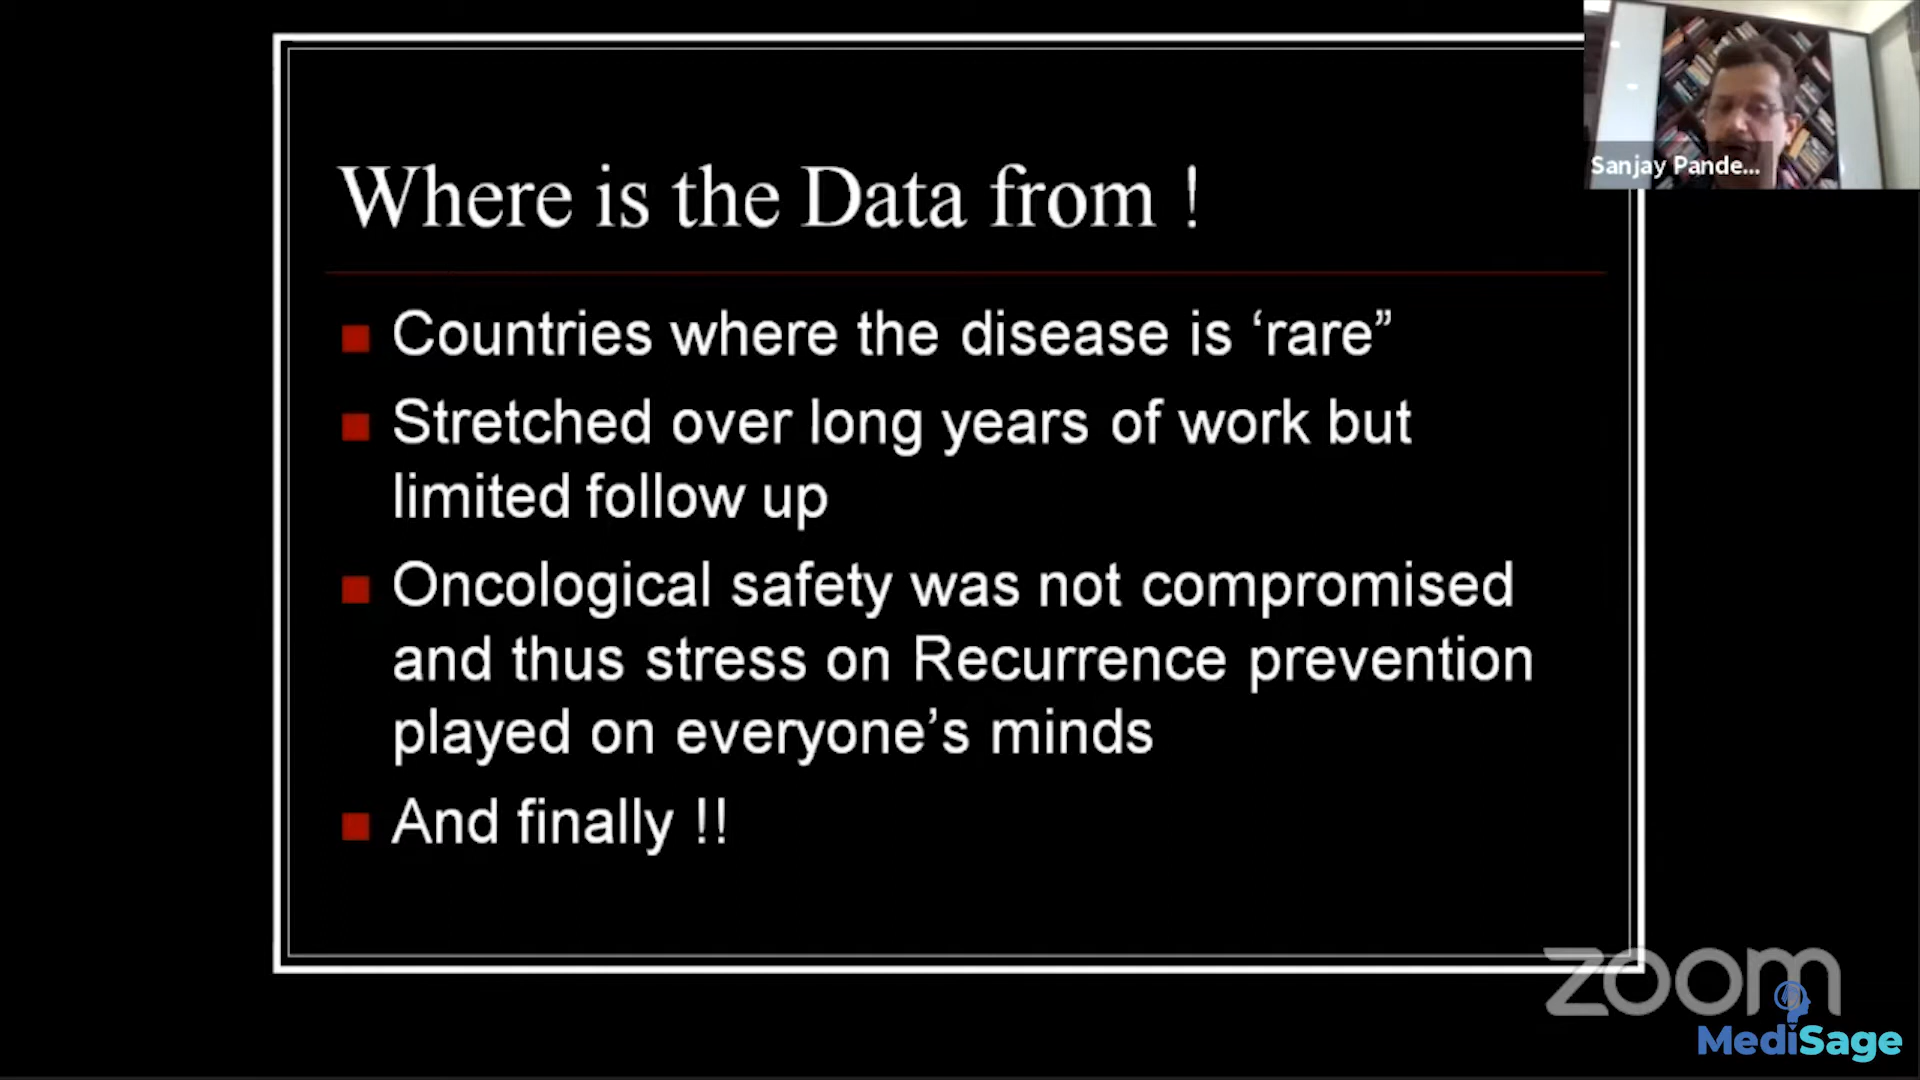 Sanjay Pande...
Where is the Data from !
Countries where the disease is ‘rare”
Stretched over long years of work but
limited follow up
Oncological safety was not compromised
and thus stress on Recurrence prevention
played on everyone’s minds
And finally !!
zoom
MediSage